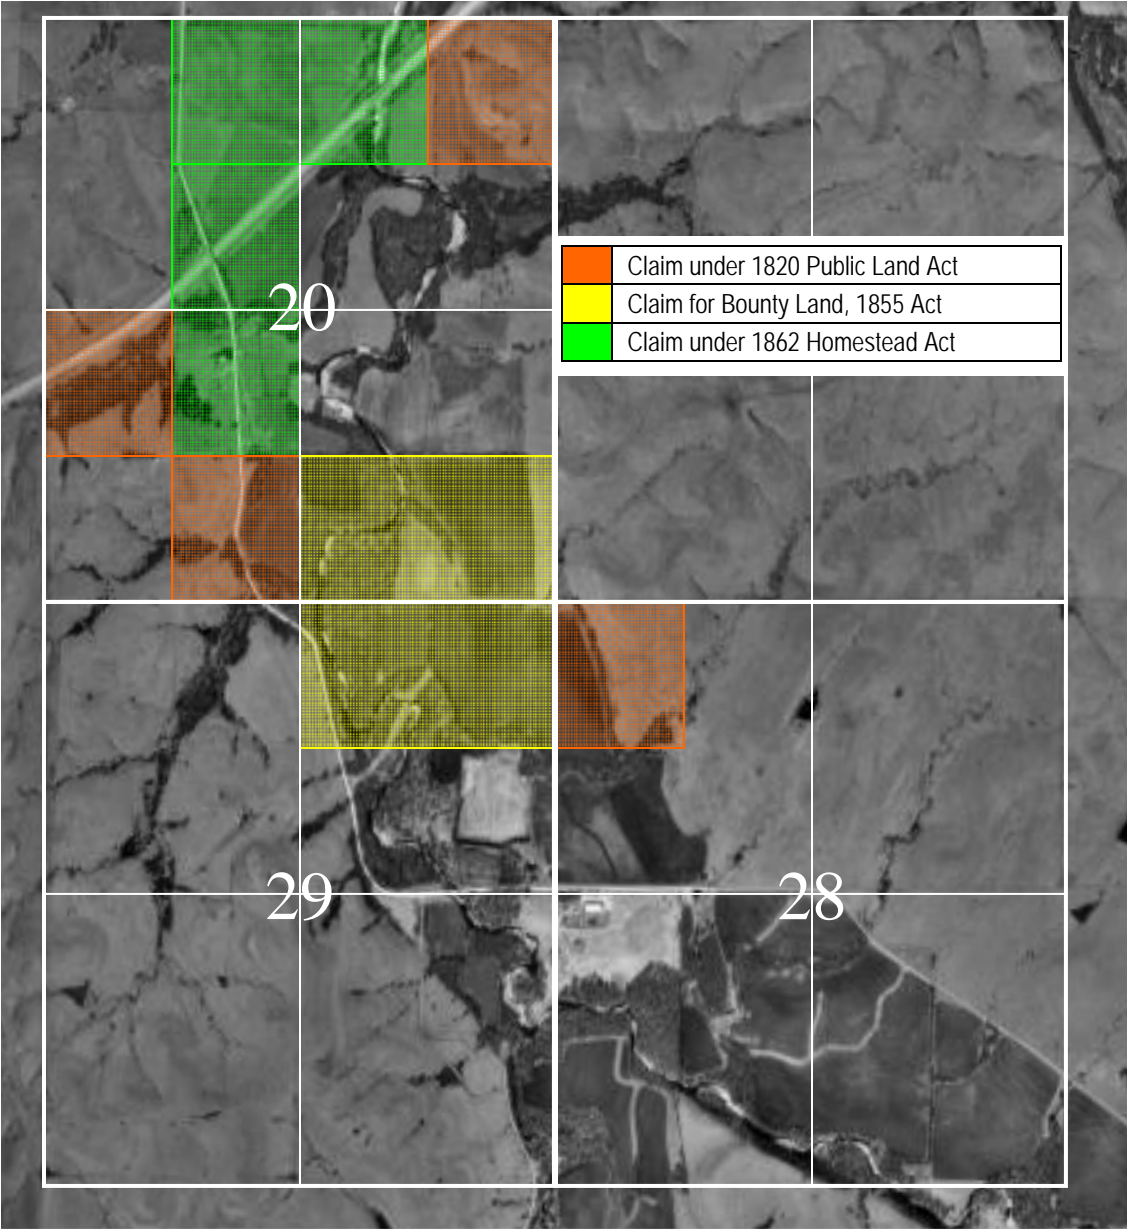 Claim under 1820 Public Land Act
Claim for Bounty Land, 1855 Act
Claim under 1862 Homestead Act
20
29
28